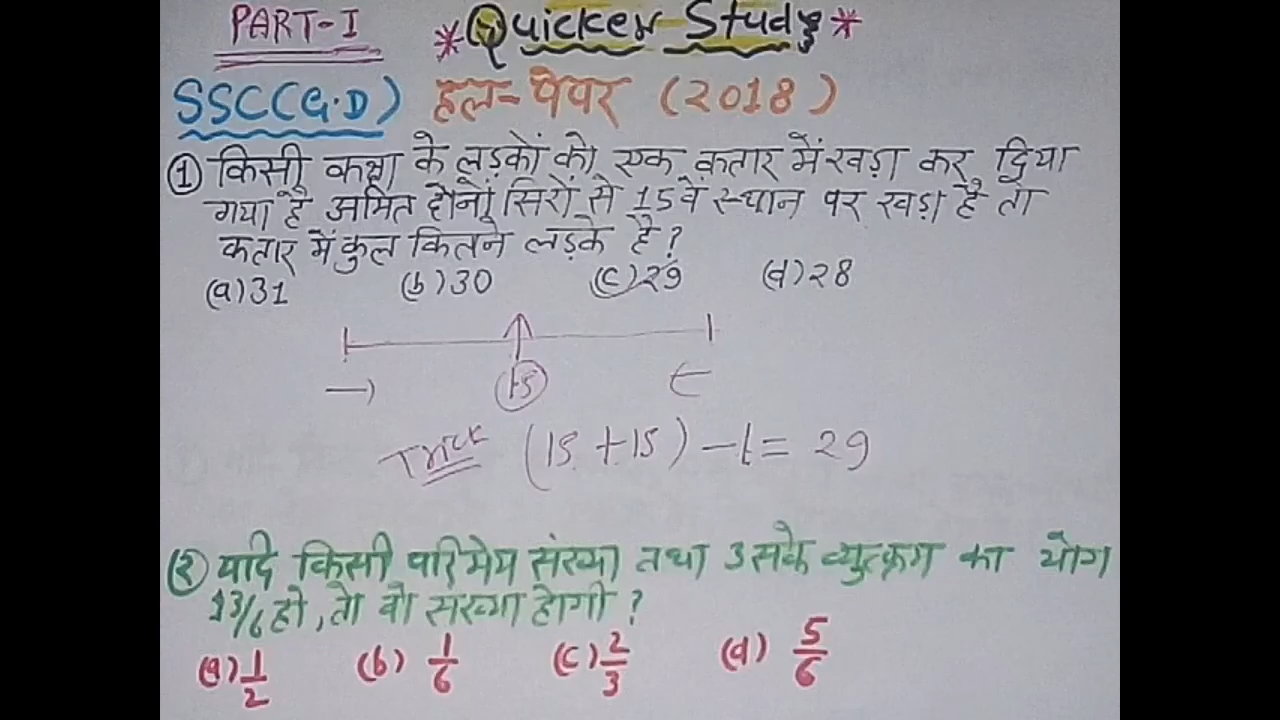 PART-I
*Quicker Study*
SSC(G.D) हल-पेपर (2018)
(1) किसी कक्षा के लड़कों को एक कतार में खड़ा कर दिया
गया है अमित दोनों सिरों से 15वें स्थान पर खड़ा है तो
कतार में कुल कितने लड़के है?
(a)31 (b)30 (c)29 (d)28
15
Trick (15+15)-1=29
(2) यदि किसी परिमेय संख्या तथा उसके व्युत्क्रम का योग
13/6 हो, तो वो संख्या होगी?
(a) 1/2 (b) 1/6 (c) 2/3 (d) 5/6